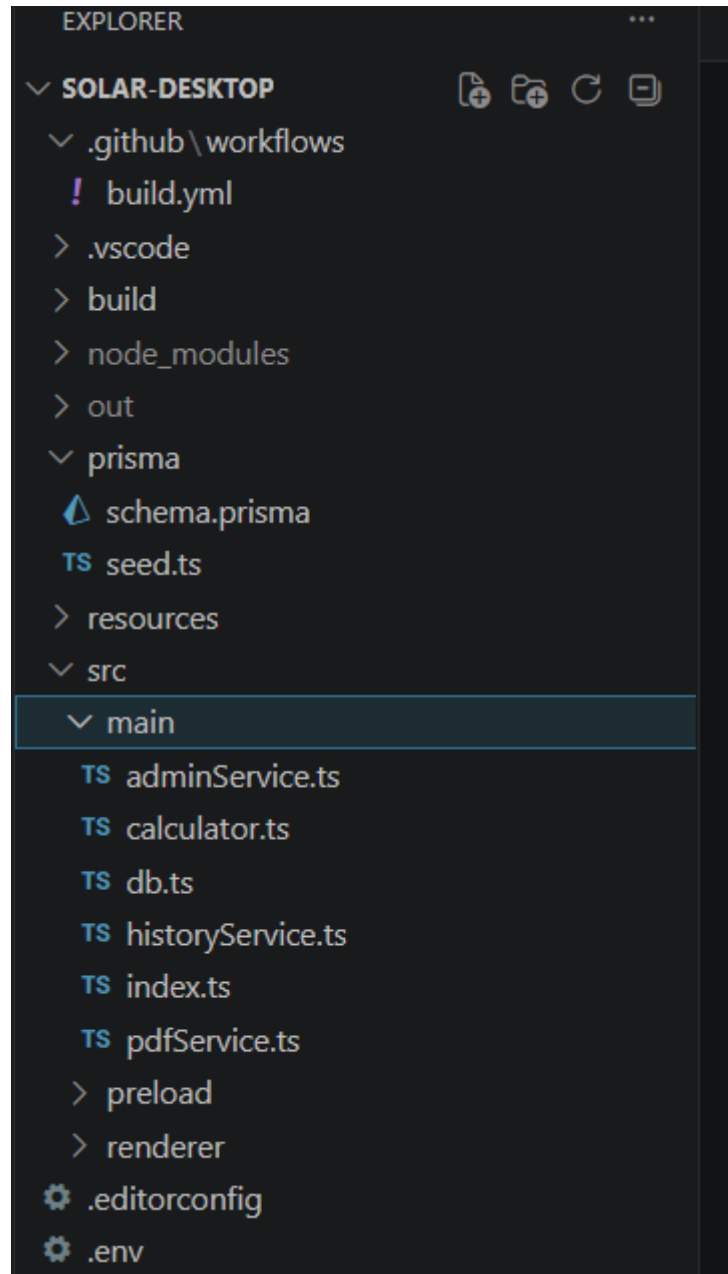 EXPLORER ...
SOLAR-DESKTOP
.github\workflows
! build.yml
.vscode
build
node_modules
out
prisma
schema.prisma
TS seed.ts
resources
src
main
TS adminService.ts
TS calculator.ts
TS db.ts
TS historyService.ts
TS index.ts
TS pdfService.ts
preload
renderer
.editorconfig
.env